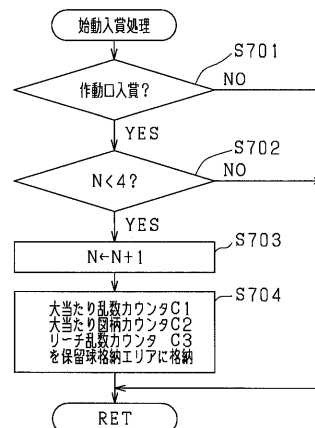 始動入賞処理
S701
作動口入賞?
NO
YES
S702
N<4?
NO
YES
S703
N←N+1
S704
大当たり乱数カウンタC1
大当たり図柄カウンタC2
リーチ乱数カウンタ C3
を保留球格納エリアに格納
RET